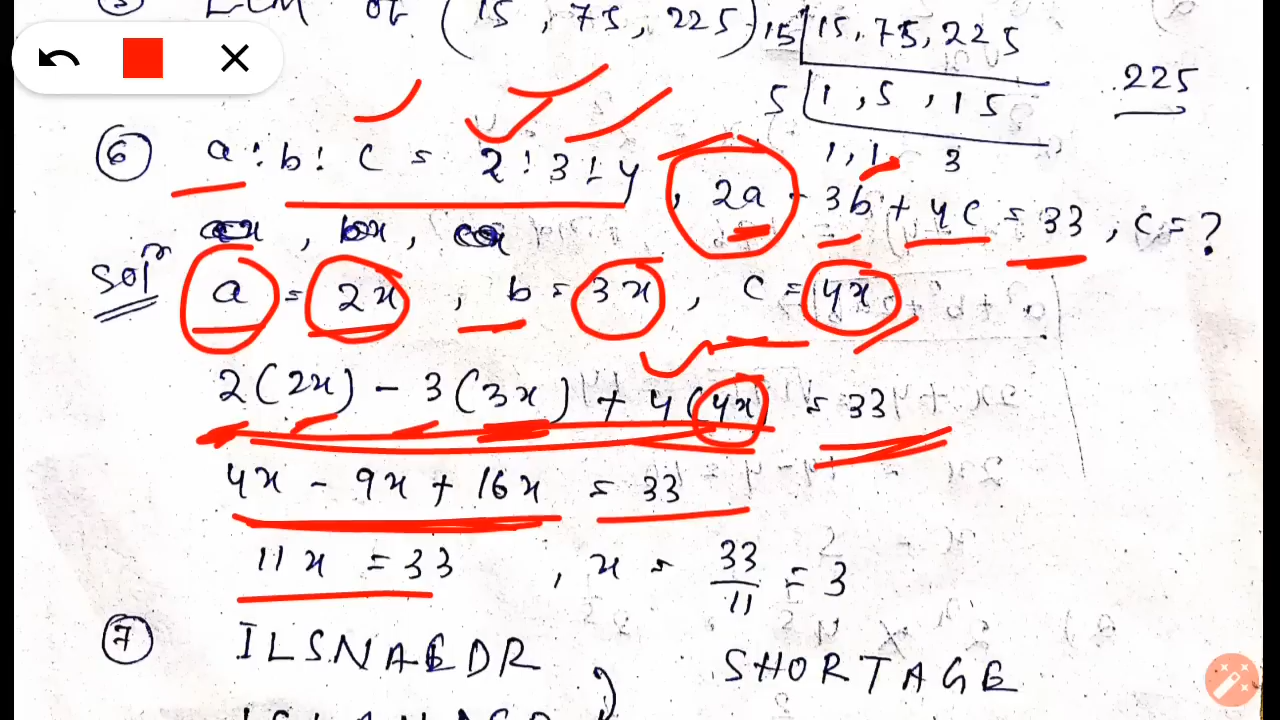 LCM of (15, 75, 225)
15 | 15, 75, 225
5 | 1, 5, 15
1, 1, 3
225
⑥ a : b : c = 2 : 3 : 4, 2a - 3b + 4c = 33, c = ?
Solⁿ a = 2x, b = 3x, c = 4x
2(2x) - 3(3x) + 4(4x) = 33
4x - 9x + 16x = 33
11x = 33, x = 33/11 = 3
⑦ ILSNAEDR SHORTAGE